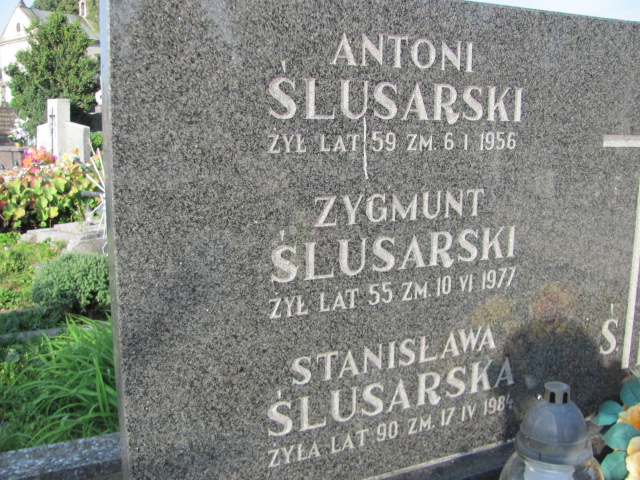 ANTONI
ŚLUSARSKI
ŻYŁ LAT 59 ZM. 6 I 1956
ZYGMUNT
ŚLUSARSKI
ŻYŁ LAT 55 ZM. 10 VI 1977
STANISŁAWA
ŚLUSARSKA
ŻYŁA LAT 90 ZM. 17 IV 1984
Ś